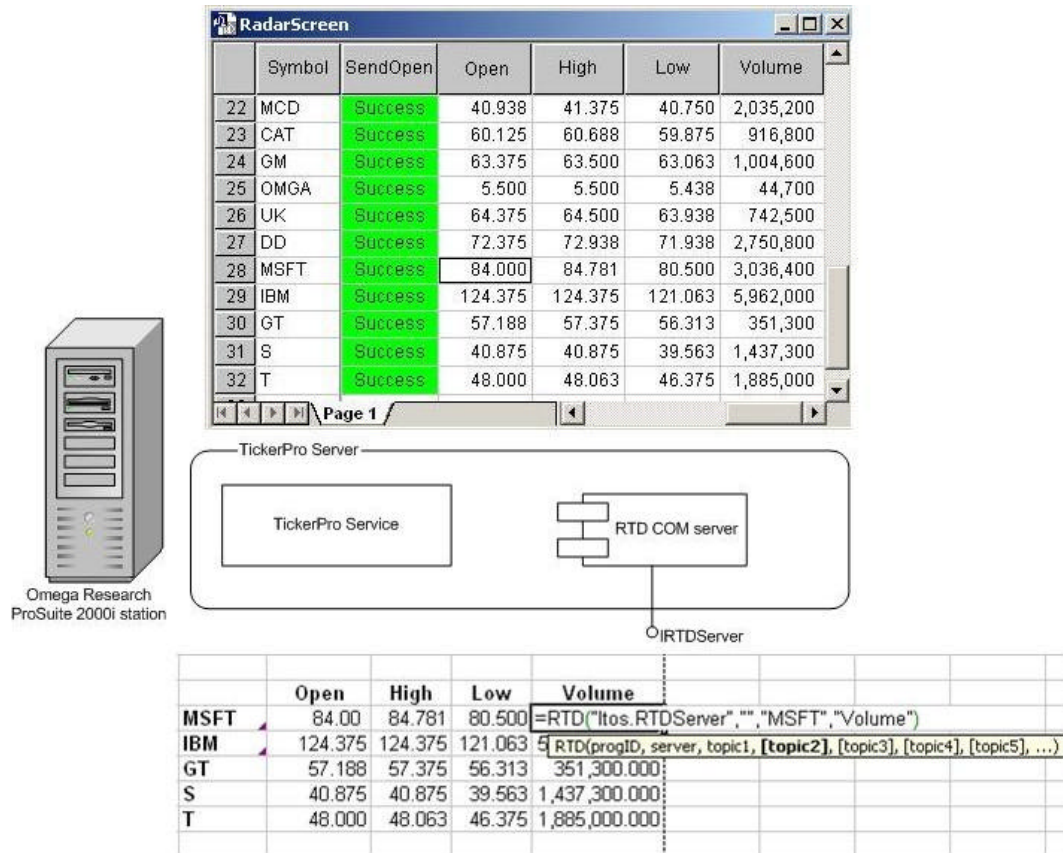 RadarScreen
Symbol SendOpen Open High Low Volume
22 MCD Success 40.938 41.375 40.750 2,035,200
23 CAT Success 60.125 60.688 59.875 916,800
24 GM Success 63.375 63.500 63.063 1,004,600
25 OMGA Success 5.500 5.500 5.438 44,700
26 UK Success 64.375 64.500 63.938 742,500
27 DD Success 72.375 72.938 71.938 2,750,800
28 MSFT Success 84.000 84.781 80.500 3,036,400
29 IBM Success 124.375 124.375 121.063 5,962,000
30 GT Success 57.188 57.375 56.313 351,300
31 S Success 40.875 40.875 39.563 1,437,300
32 T Success 48.000 48.063 46.375 1,885,000
Page 1
TickerPro Server
TickerPro Service
RTD COM server
Omega Research
ProSuite 2000i station
IRTDServer
Open High Low Volume
MSFT 84.00 84.781 80.500 =RTD("Itos.RTDServer","","MSFT","Volume")
IBM 124.375 124.375 121.063 5
RTD(progID, server, topic1, [topic2], [topic3], [topic4], [topic5], ...)
GT 57.188 57.375 56.313 351,300.000
S 40.875 40.875 39.563 1,437,300.000
T 48.000 48.063 46.375 1,885,000.000